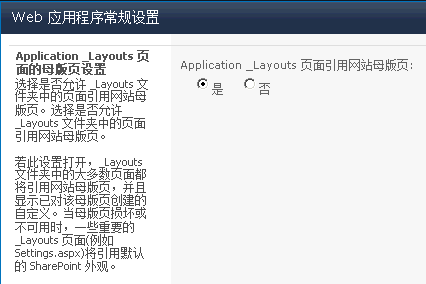 Web 应用程序常规设置
Application _Layouts 页
面的母版页设置
选择是否允许 _Layouts 文
件夹中的页面引用网站母
版页。选择是否允许
_Layouts 文件夹中的页面
引用网站母版页。
若此设置打开，_Layouts
文件夹中的大多数页面都
将引用网站母版页，并且
显示已对该母版页创建的
自定义。当母版页损坏或
不可用时，一些重要的
_Layouts 页面(例如
Settings.aspx)将引用默认
的 SharePoint 外观。
Application _Layouts 页面引用网站母版页:
是 否